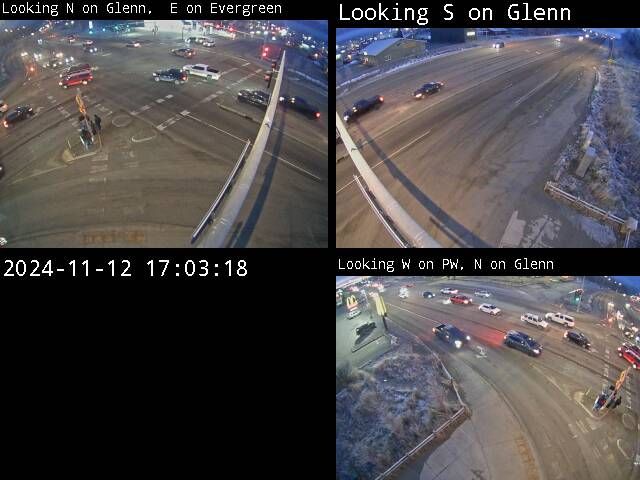 Looking N on Glenn,  E on Evergreen
Looking S on Glenn
2024-11-12 17:03:18
Looking W on PW, N on Glenn